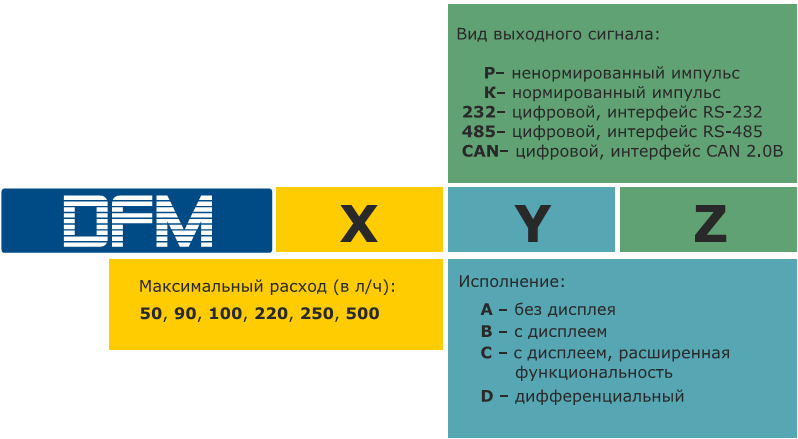 Вид выходного сигнала:
P– ненормированный импульс
К– нормированный импульс
232– цифровой, интерфейс RS-232
485– цифровой, интерфейс RS-485
CAN– цифровой, интерфейс CAN 2.0В
DFM X Y Z
Максимальный расход (в л/ч):
50, 90, 100, 220, 250, 500
Исполнение:
A – без дисплея
B – с дисплеем
C – с дисплеем, расширенная
функциональность
D – дифференциальный